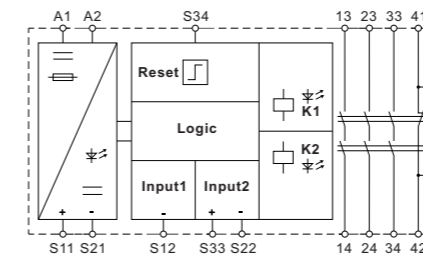 A1 A2 S34 13 23 33 41
Reset
K1
Logic
K2
Input1 Input2
+ - - + -
S11 S21 S12 S33 S22 14 24 34 42